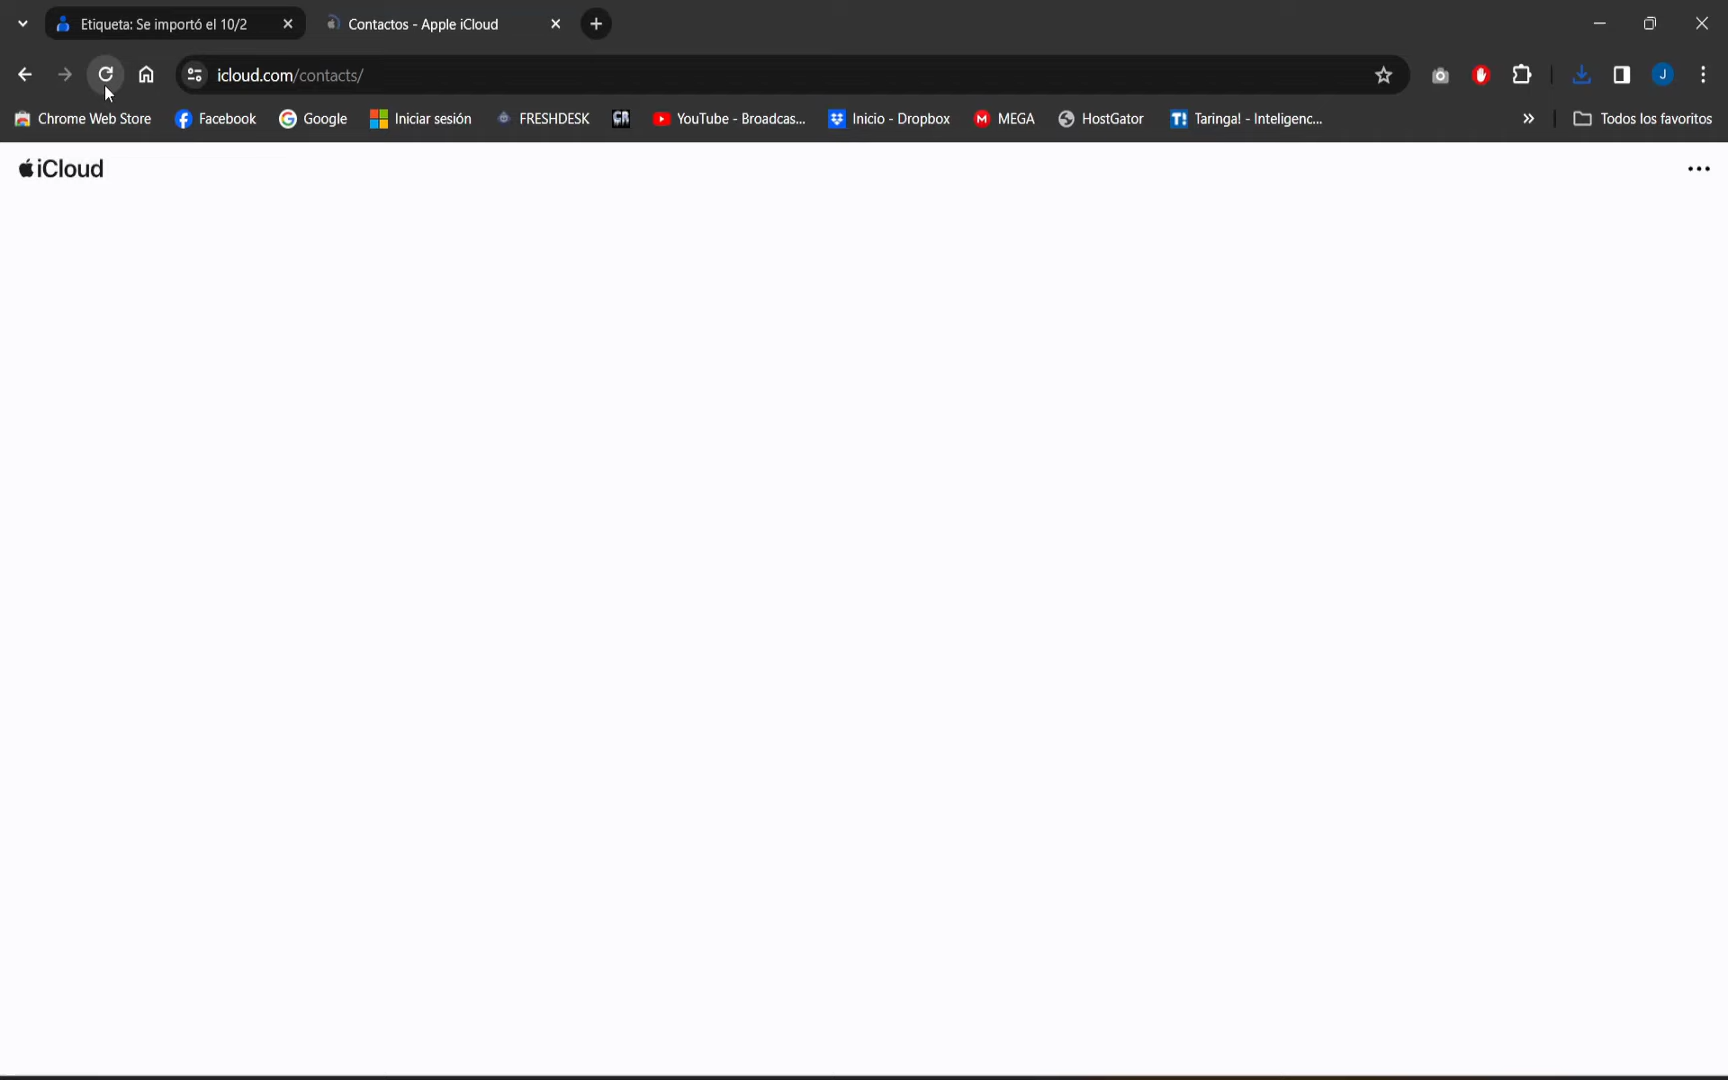 Etiqueta: Se importó el 10/2
Contactos - Apple iCloud
icloud.com/contacts/
J
Chrome Web Store
Facebook
Google
Iniciar sesión
FRESHDESK
GR
YouTube - Broadcas...
Inicio - Dropbox
MEGA
HostGator
Taringa! - Inteligenc...
Todos los favoritos
iCloud